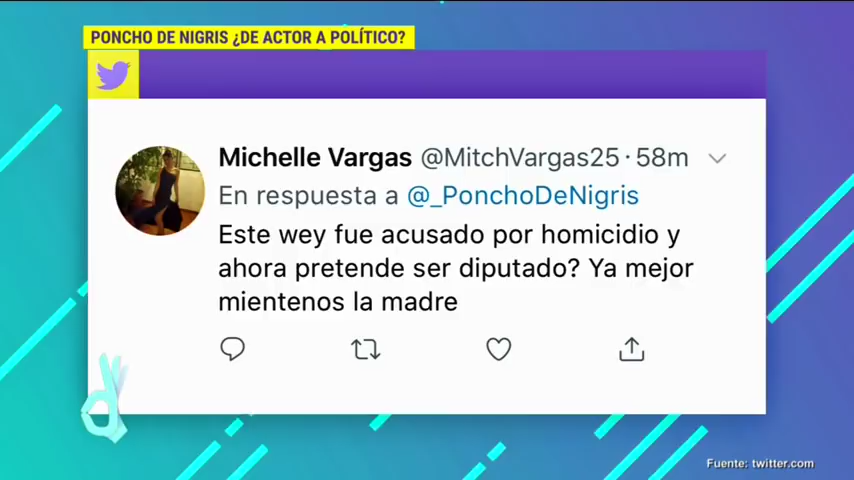 PONCHO DE NIGRIS ¿DE ACTOR A POLÍTICO?
Michelle Vargas @MitchVargas25 · 58m
En respuesta a @_PonchoDeNigris
Este wey fue acusado por homicidio y
ahora pretende ser diputado? Ya mejor
mientenos la madre
Fuente: twitter.com